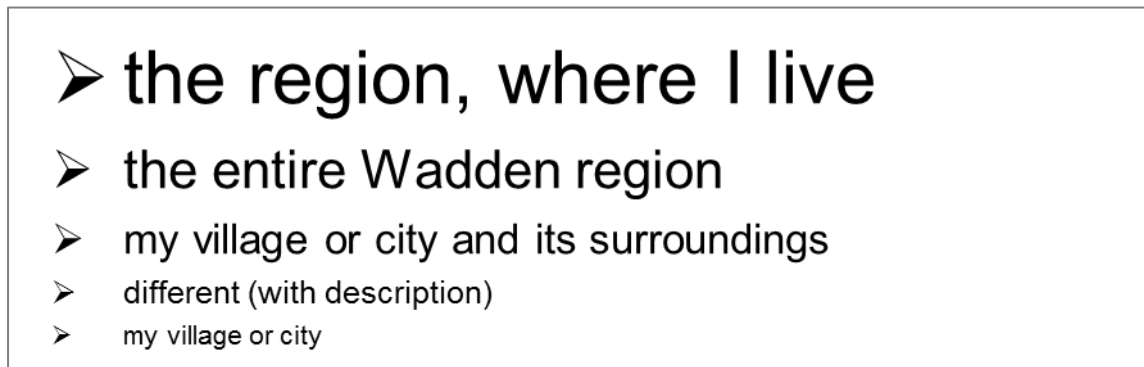 ➢ the region, where I live
➢ the entire Wadden region
➢ my village or city and its surroundings
➢ different (with description)
➢ my village or city